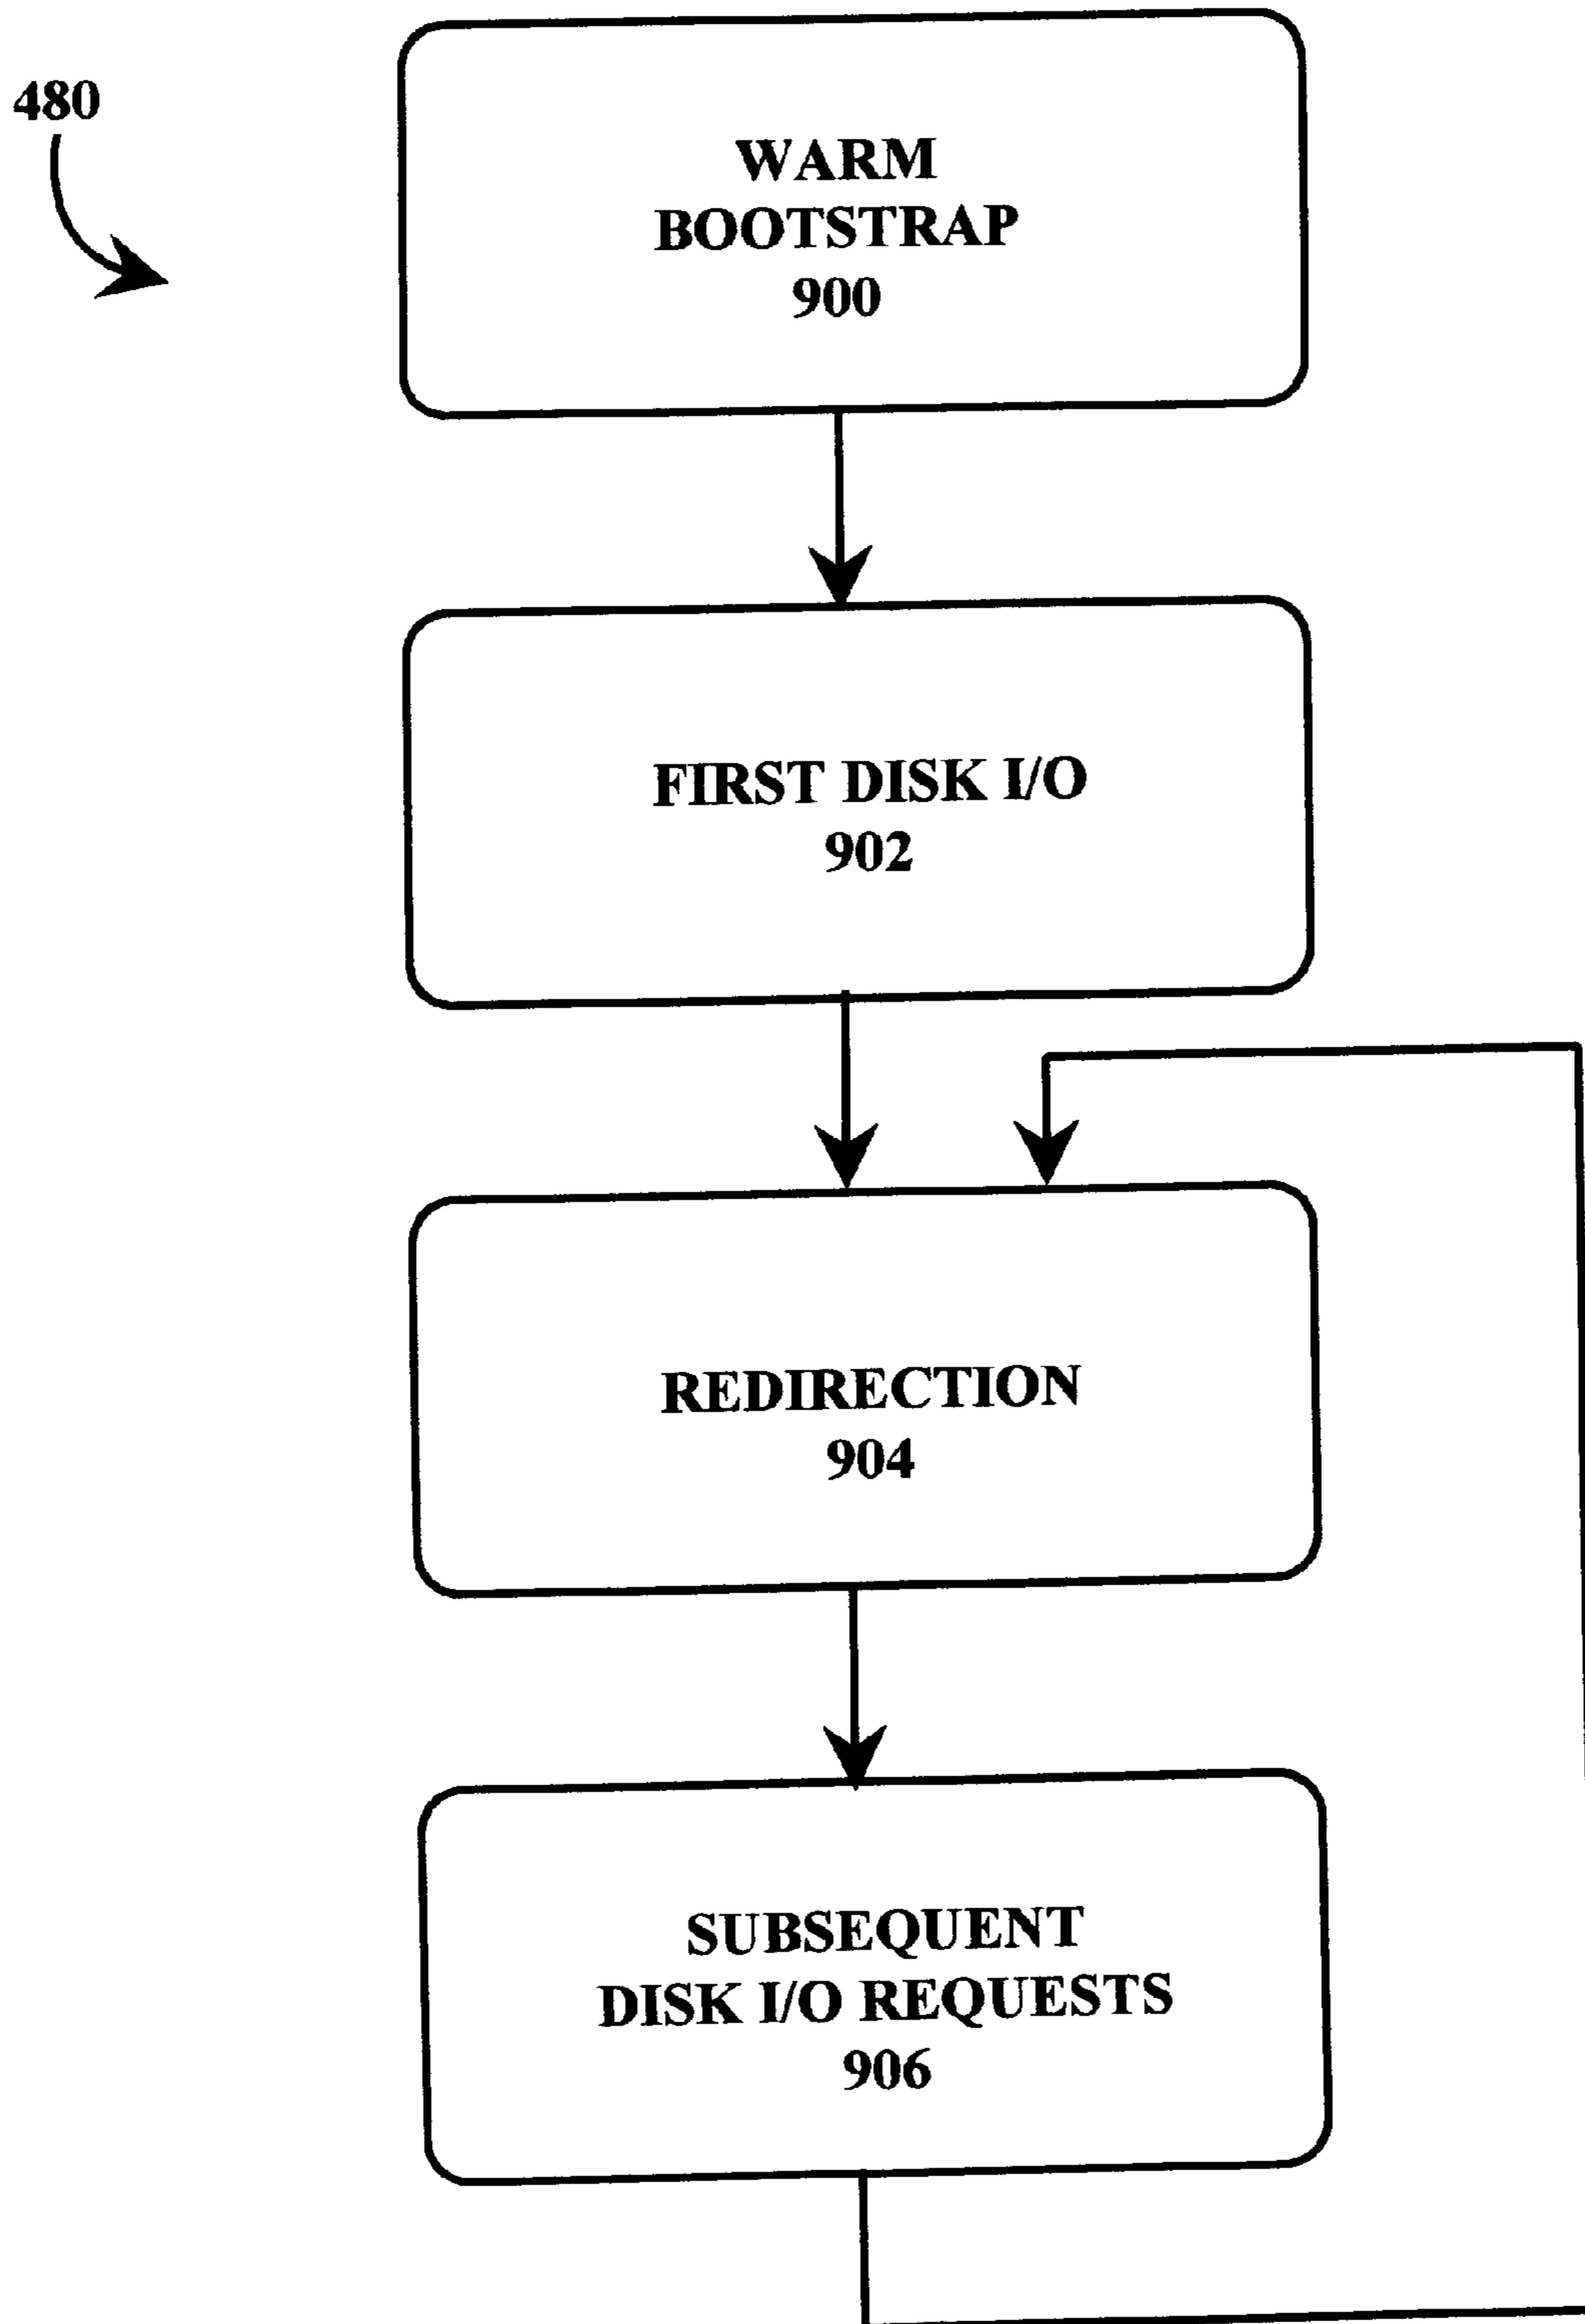 480
WARM
BOOTSTRAP
900
FIRST DISK I/O
902
REDIRECTION
904
SUBSEQUENT
DISK I/O REQUESTS
906